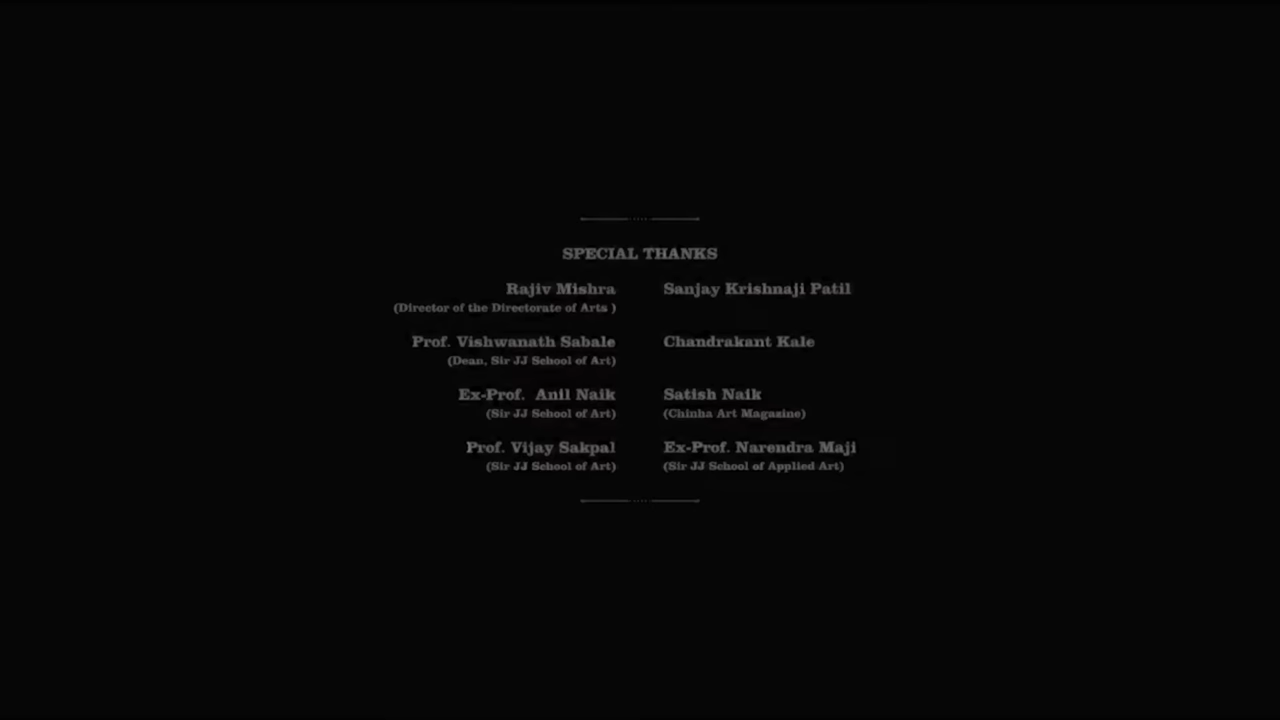 SPECIAL THANKS
Rajiv Mishra
(Director of the Directorate of Arts )
Sanjay Krishnaji Patil
Prof. Vishwanath Sabale
(Dean, Sir JJ School of Art)
Chandrakant Kale
Ex-Prof. Anil Naik
(Sir JJ School of Art)
Satish Naik
(Chinha Art Magazine)
Prof. Vijay Sakpal
(Sir JJ School of Art)
Ex-Prof. Narendra Maji
(Sir JJ School of Applied Art)